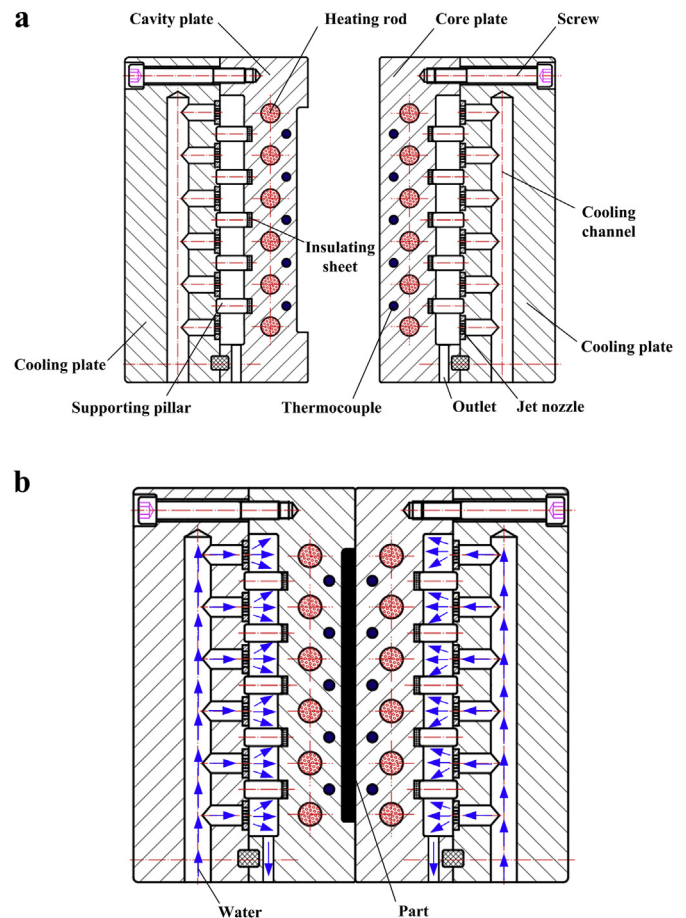 a
Cavity plate
Heating rod
Core plate
Screw
Insulating
sheet
Cooling
channel
Cooling plate
Cooling plate
Supporting pillar
Thermocouple
Outlet
Jet nozzle
b
Water
Part